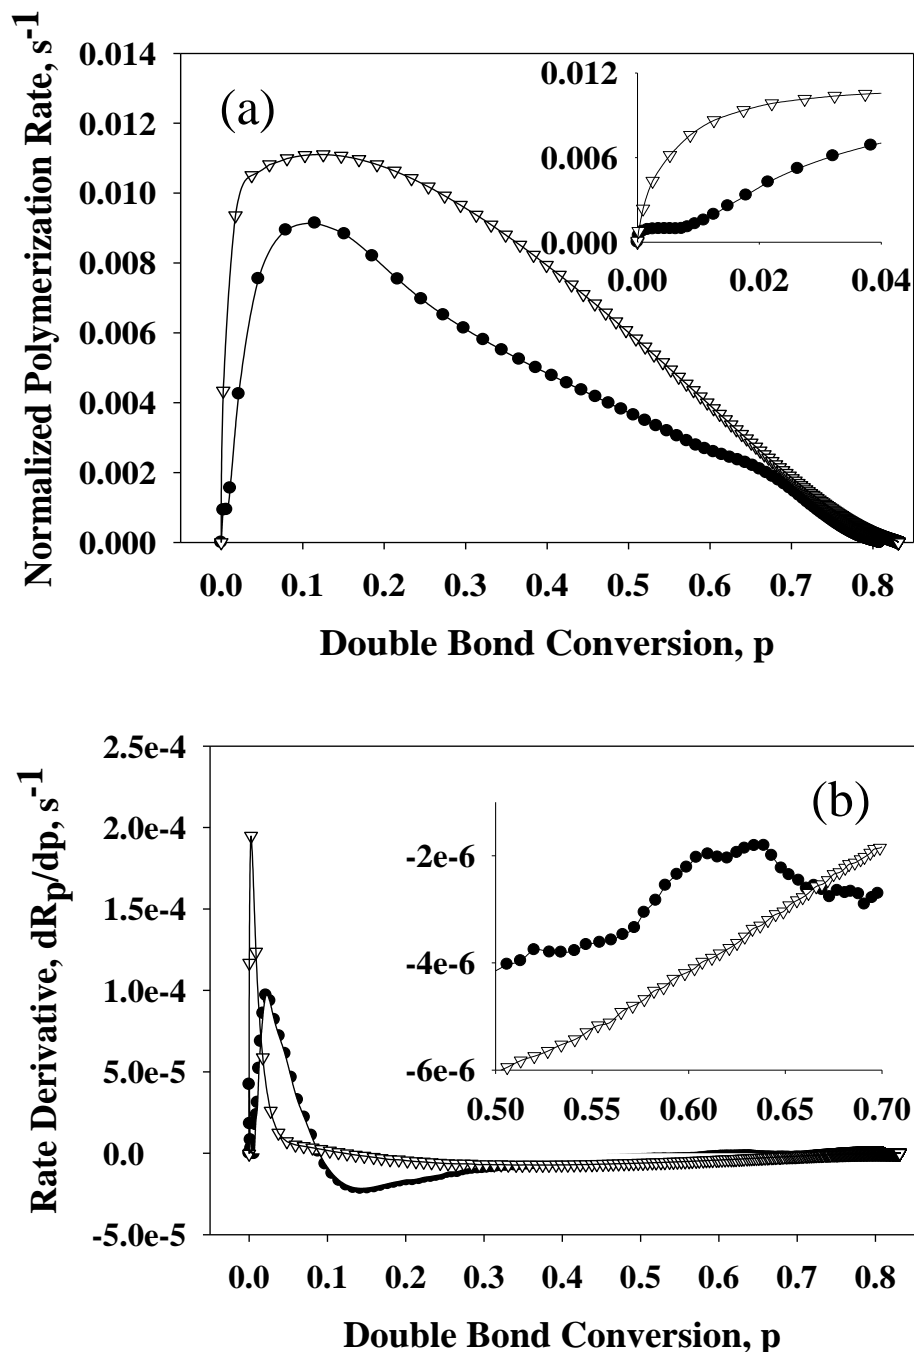 Normalized Polymerization Rate, s-1
0.014
0.012
0.010
0.008
0.006
0.004
0.002
0.000
(a)
0.012
0.006
0.000
0.00 0.02 0.04
0.0 0.1 0.2 0.3 0.4 0.5 0.6 0.7 0.8
Double Bond Conversion, p
Rate Derivative, dRp/dp, s-1
2.5e-4
2.0e-4
1.5e-4
1.0e-4
5.0e-5
0.0
-5.0e-5
(b)
-2e-6
-4e-6
-6e-6
0.50 0.55 0.60 0.65 0.70
0.0 0.1 0.2 0.3 0.4 0.5 0.6 0.7 0.8
Double Bond Conversion, p